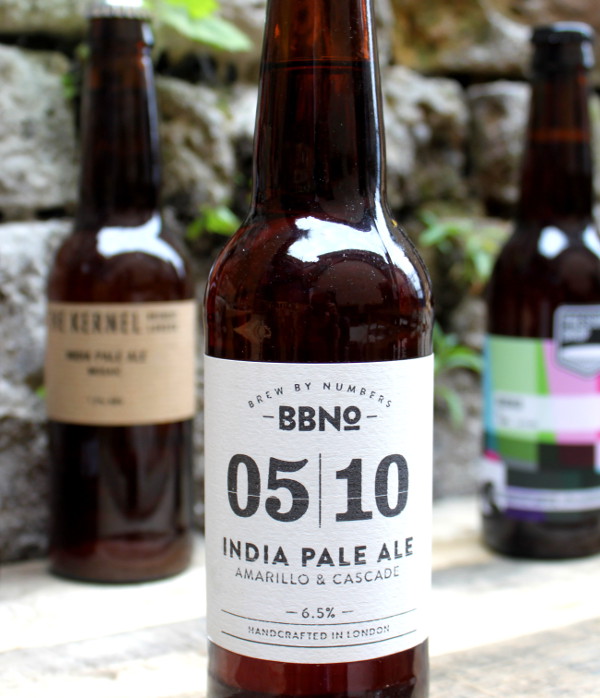 BREW BY NUMBERS
BBNO
05|10
INDIA PALE ALE
AMARILLO & CASCADE
6.5%
HANDCRAFTED IN LONDON
KERNEL
INDIA PALE ALE